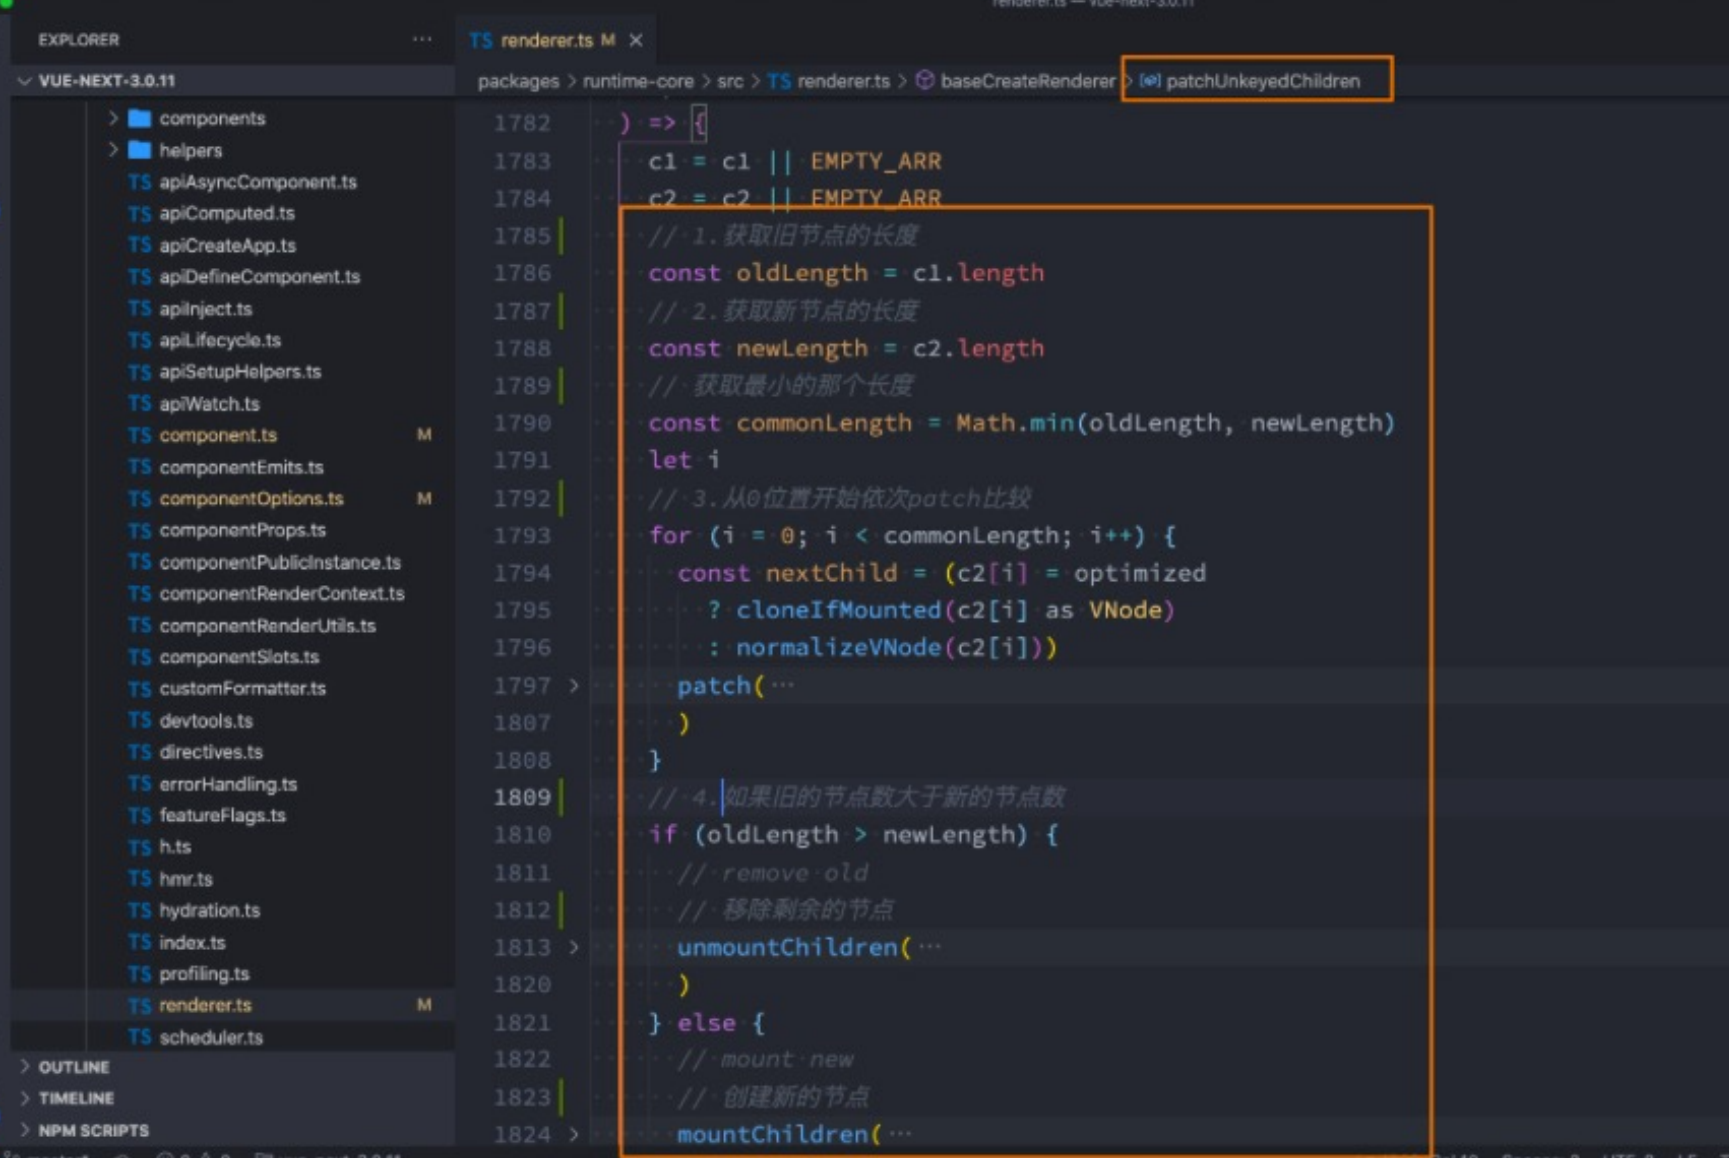 renderer.ts — vue-next-3.0.11
EXPLORER ···
VUE-NEXT-3.0.11
components
helpers
TS apiAsyncComponent.ts
TS apiComputed.ts
TS apiCreateApp.ts
TS apiDefineComponent.ts
TS apiInject.ts
TS apiLifecycle.ts
TS apiSetupHelpers.ts
TS apiWatch.ts
TS component.ts M
TS componentEmits.ts
TS componentOptions.ts M
TS componentProps.ts
TS componentPublicInstance.ts
TS componentRenderContext.ts
TS componentRenderUtils.ts
TS componentSlots.ts
TS customFormatter.ts
TS devtools.ts
TS directives.ts
TS errorHandling.ts
TS featureFlags.ts
TS h.ts
TS hmr.ts
TS hydration.ts
TS index.ts
TS profiling.ts
TS renderer.ts M
TS scheduler.ts
OUTLINE
TIMELINE
NPM SCRIPTS
TS renderer.ts M ×
packages > runtime-core > src > TS renderer.ts > baseCreateRenderer > patchUnkeyedChildren
1782 ) => {
1783 c1 = c1 || EMPTY_ARR
1784 c2 = c2 || EMPTY_ARR
1785 // 1.获取旧节点的长度
1786 const oldLength = c1.length
1787 // 2.获取新节点的长度
1788 const newLength = c2.length
1789 // 获取最小的那个长度
1790 const commonLength = Math.min(oldLength, newLength)
1791 let i
1792 // 3.从0位置开始依次patch比较
1793 for (i = 0; i < commonLength; i++) {
1794 const nextChild = (c2[i] = optimized
1795 ? cloneIfMounted(c2[i] as VNode)
1796 : normalizeVNode(c2[i]))
1797 patch(···
1807 )
1808 }
1809 // 4.如果旧的节点数大于新的节点数
1810 if (oldLength > newLength) {
1811 // remove old
1812 // 移除剩余的节点
1813 unmountChildren(···
1820 )
1821 } else {
1822 // mount new
1823 // 创建新的节点
1824 mountChildren(···